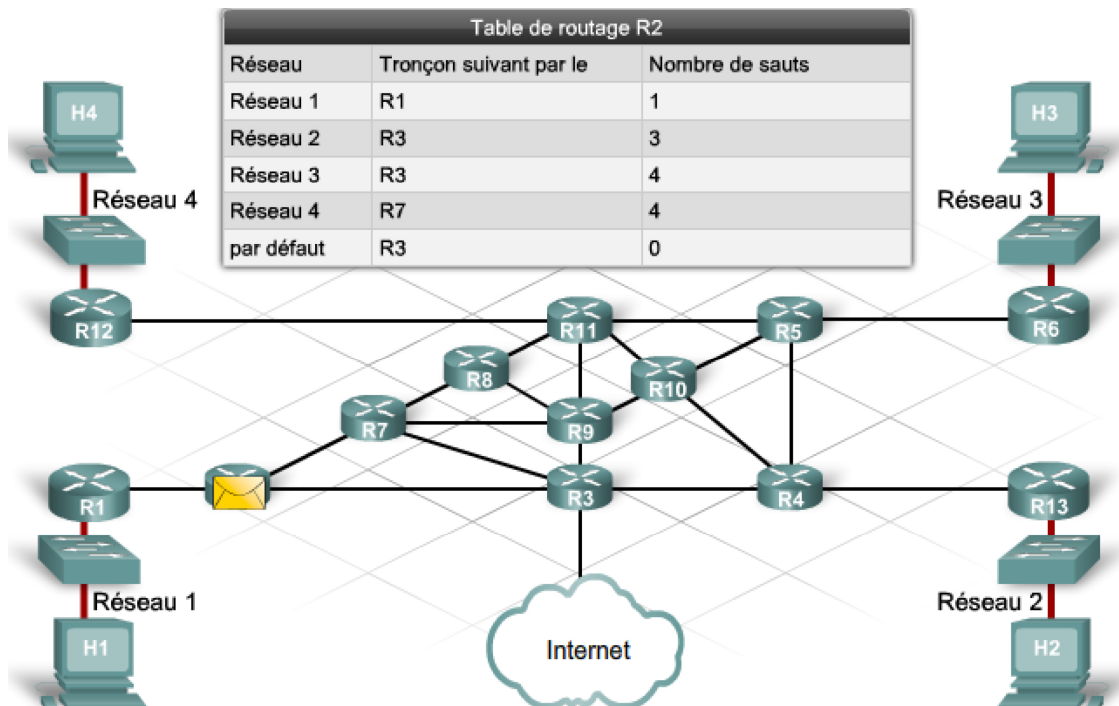 Table de routage R2
Réseau Tronçon suivant par le Nombre de sauts
Réseau 1 R1 1
Réseau 2 R3 3
Réseau 3 R3 4
Réseau 4 R7 4
par défaut R3 0
H4
H3
Réseau 4
Réseau 3
R12
R11
R5
R6
R8
R10
R7
R9
R1
R3
R4
R13
Réseau 1
Réseau 2
Internet
H1
H2